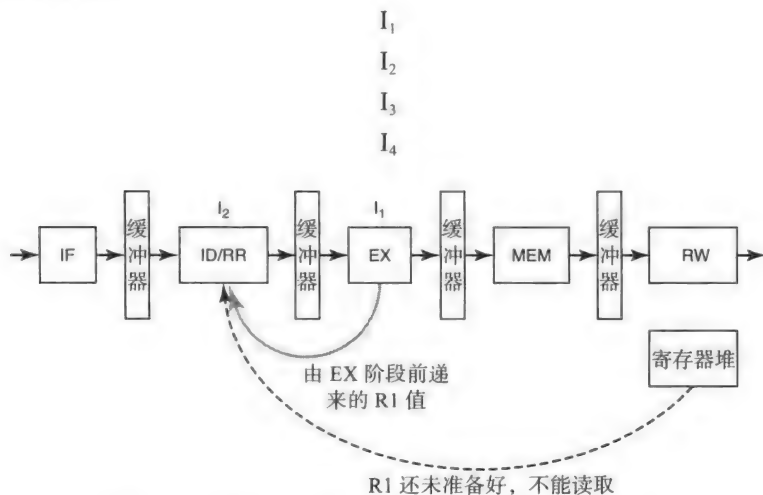 I₁
I₂
I₃
I₄
I₂
I₁
IF
缓冲器
ID/RR
缓冲器
EX
缓冲器
MEM
缓冲器
RW
由 EX 阶段前递
来的 R1 值
寄存器堆
R1 还未准备好，不能读取